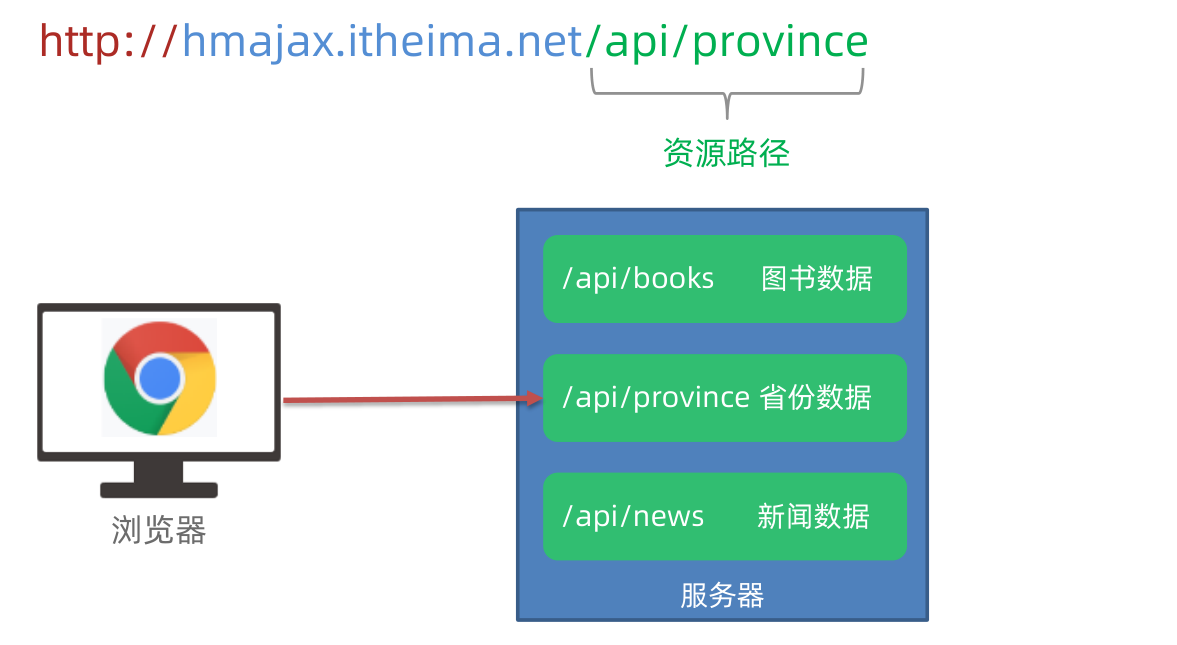 http://hmajax.itheima.net/api/province
资源路径
/api/books 图书数据
/api/province 省份数据
/api/news 新闻数据
服务器
浏览器